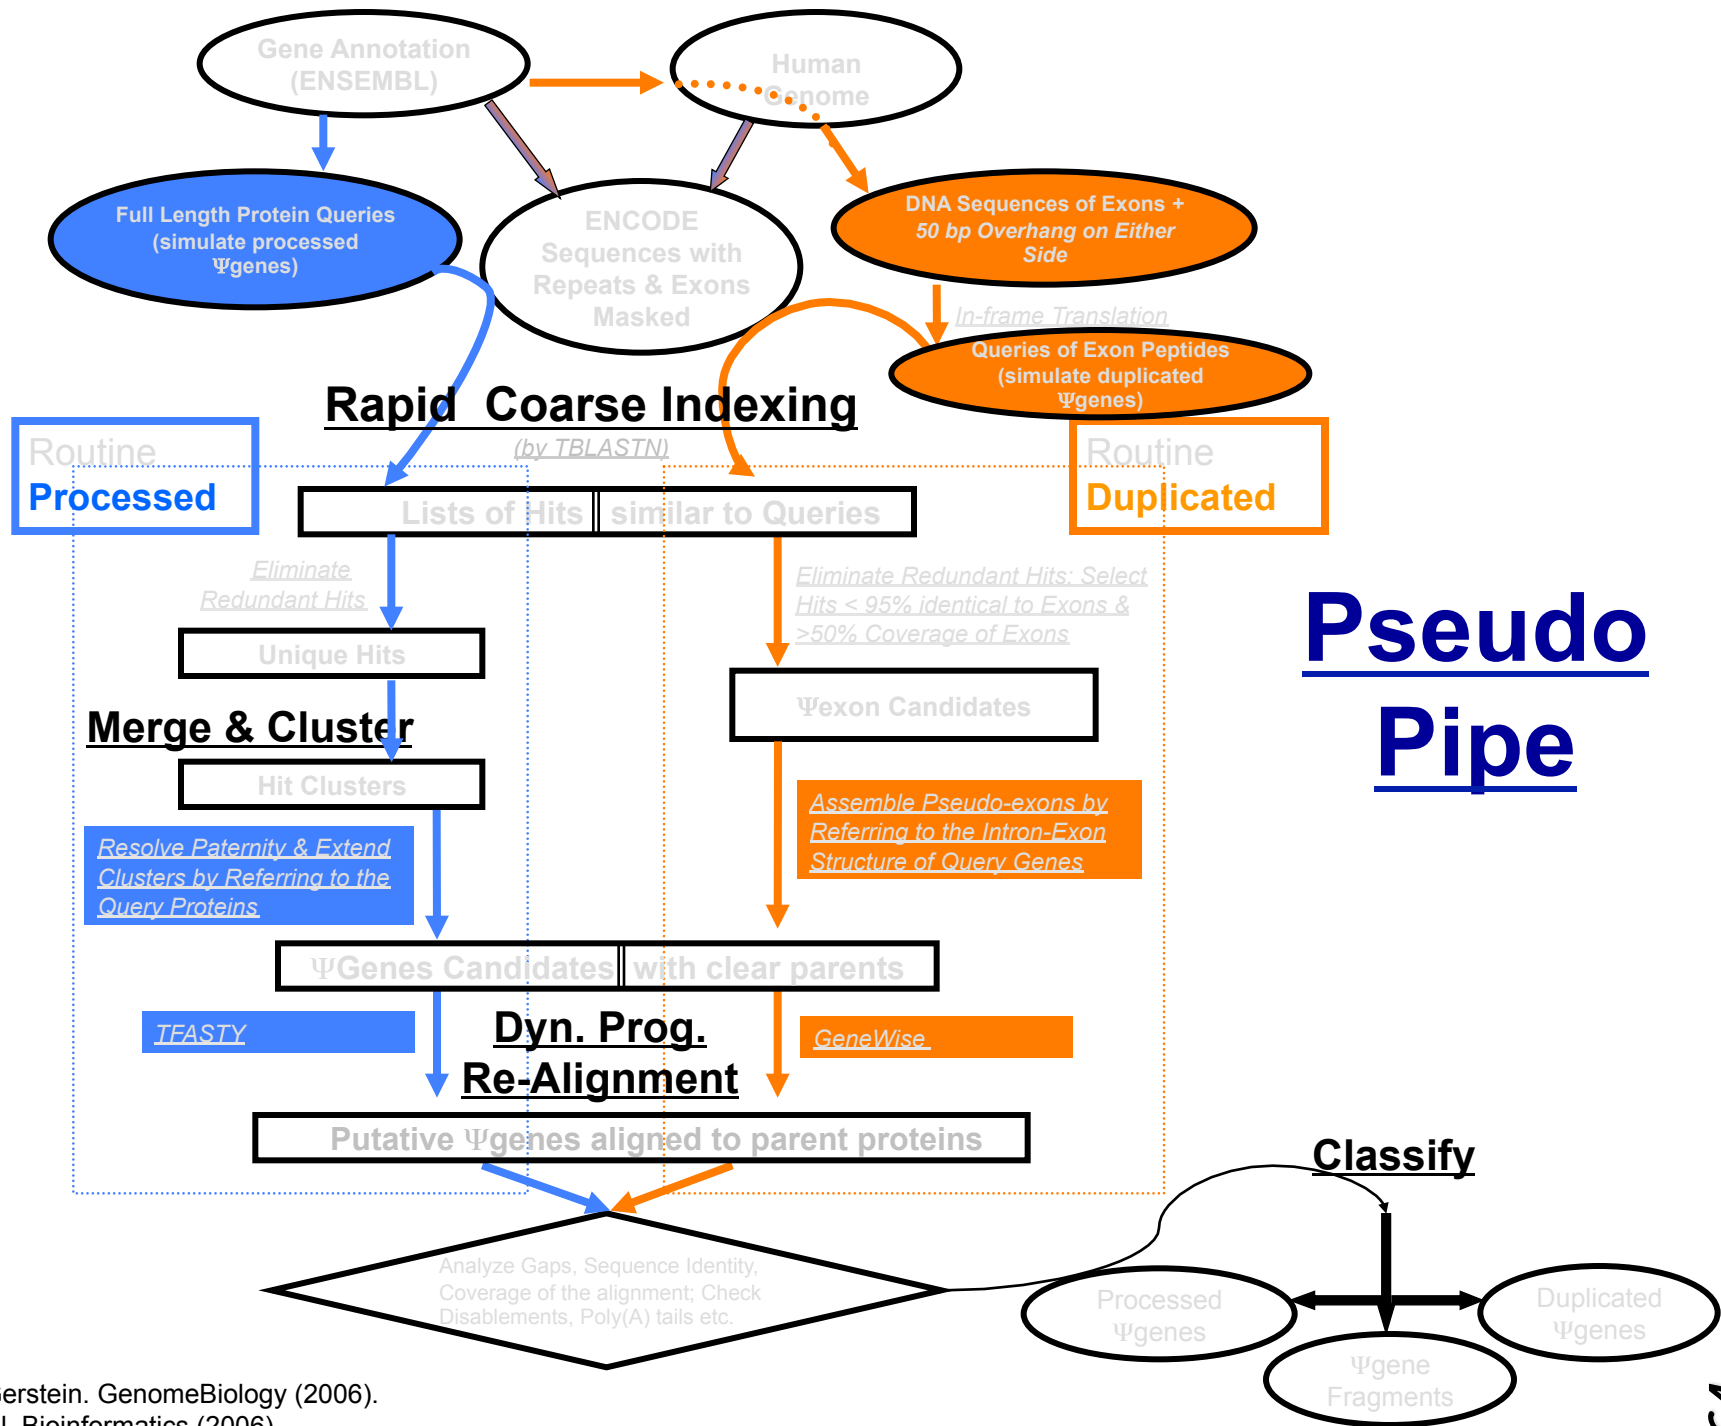 Gene Annotation
(ENSEMBL)
Human
Genome
Full Length Protein Queries
(simulate processed
Ψgenes)
ENCODE
Sequences with
Repeats & Exons
Masked
DNA Sequences of Exons +
50 bp Overhang on Either
Side
In-frame Translation
Queries of Exon Peptides
(simulate duplicated
Ψgenes)
Rapid  Coarse Indexing
(by TBLASTN)
Routine
Processed
Routine
Duplicated
Lists of Hits similar to Queries
Eliminate
Redundant Hits
Eliminate Redundant Hits: Select
Hits < 95% identical to Exons &
>50% Coverage of Exons
Unique Hits
Ψexon Candidates
Merge & Cluster
Hit Clusters
Pseudo
Pipe
Resolve Paternity & Extend
Clusters by Referring to the
Query Proteins
Assemble Pseudo-exons by
Referring to the Intron-Exon
Structure of Query Genes
ΨGenes Candidates with clear parents
TFASTY
Dyn. Prog.
Re-Alignment
GeneWise
Putative Ψgenes aligned to parent proteins
Analyze Gaps, Sequence Identity,
Coverage of the alignment; Check
Disablements, Poly(A) tails etc.
Classify
Processed
Ψgenes
Duplicated
Ψgenes
Ψgene
Fragments
erstein. GenomeBiology (2006).
Bioinformatics (2006)